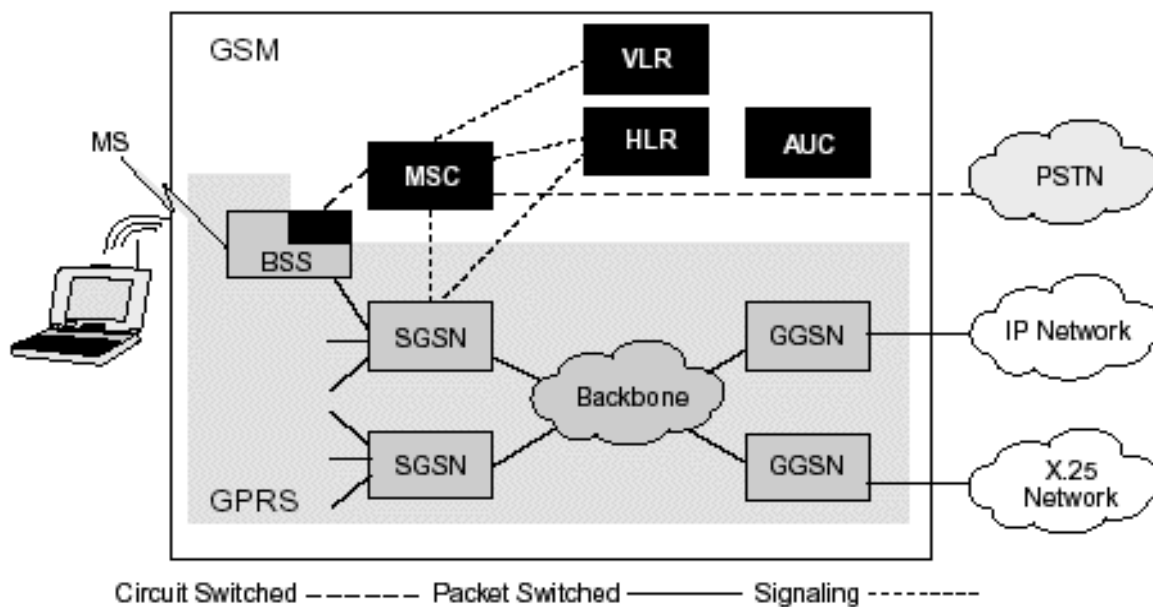 GSM
VLR
MS
MSC
HLR
AUC
PSTN
BSS
SGSN
GGSN
IP Network
Backbone
SGSN
GGSN
X.25
Network
GPRS
Circuit Switched Packet Switched Signaling